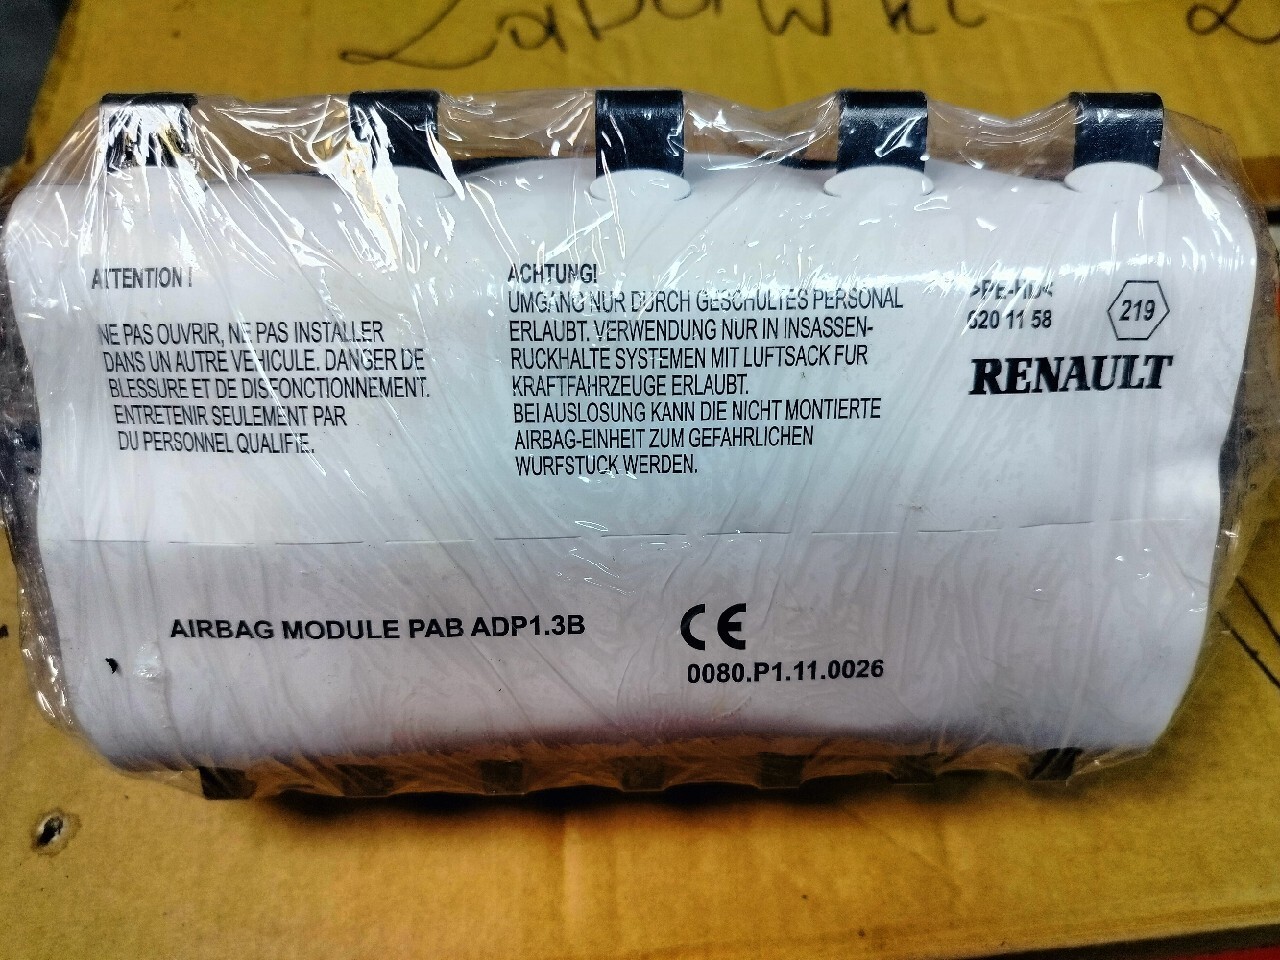 ATTENTION !
NE PAS OUVRIR, NE PAS INSTALLER
DANS UN AUTRE VEHICULE. DANGER DE
BLESSURE ET DE DISFONCTIONNEMENT.
ENTRETENIR SEULEMENT PAR
DU PERSONNEL QUALIFIE.
ACHTUNG!
UMGANG NUR DURCH GESCHULTES PERSONAL
ERLAUBT. VERWENDUNG NUR IN INSASSEN-
RUCKHALTE SYSTEMEN MIT LUFTSACK FUR
KRAFTFAHRZEUGE ERLAUBT.
BEI AUSLOSUNG KANN DIE NICHT MONTIERTE
AIRBAG-EINHEIT ZUM GEFAHRLICHEN
WURFSTUCK WERDEN.
620 11 58
219
RENAULT
AIRBAG MODULE PAB ADP1.3B
CE
0080.P1.11.0026